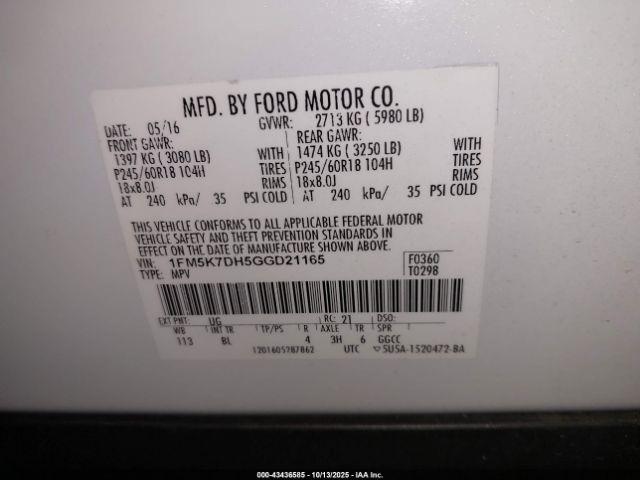 MFD. BY FORD MOTOR CO.
DATE: 05/16 GVWR: 2713 KG ( 5980 LB)
FRONT GAWR: REAR GAWR:
1397 KG ( 3080 LB) WITH 1474 KG ( 3250 LB) WITH
P245/60R18 104H TIRES P245/60R18 104H TIRES
18x8.0J RIMS 18x8.0J RIMS
AT 240 kPa/ 35 PSI COLD AT 240 kPa/ 35 PSI COLD
THIS VEHICLE CONFORMS TO ALL APPLICABLE FEDERAL MOTOR
VEHICLE SAFETY AND THEFT PREVENTION STANDARDS IN
EFFECT ON THE DATE OF MANUFACTURE SHOWN ABOVE.
VIN: 1FM5K7DH5GGD21165 F0360
TYPE: MPV T0298
EXT PNT: UG RC: 21 DSO:
WB INT TR TP/PS R AXLE TR SPR
113 BL 4 3H 6 GGCC
1201605287862 UTC ▽5U5A-1520472-BA
000-43436585 - 10/13/2025 - IAA Inc.